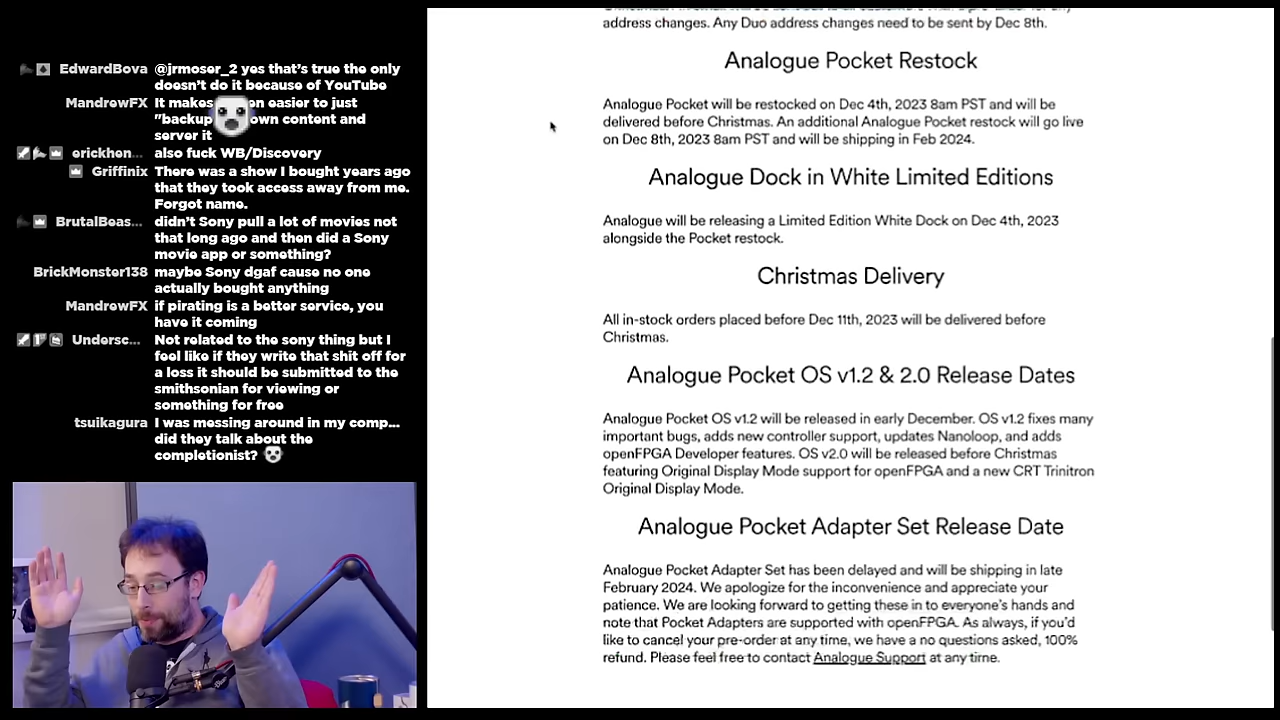 EdwardBova @jrmoser_2 yes that's true the only
doesn't do it because of YouTube
MandrewFX It makes easier to just
"backup own content and
server it
erickhen... also fuck WB/Discovery
Griffinix There was a show I bought years ago
that they took access away from me.
Forgot name.
BrutalBeas... didn't Sony pull a lot of movies not
that long ago and then did a Sony
movie app or something?
BrickMonster138 maybe Sony dgaf cause no one
actually bought anything
MandrewFX if pirating is a better service, you
have it coming
Undersc... Not related to the sony thing but I
feel like if they write that shit off for
a loss it should be submitted to the
smithsonian for viewing or
something for free
tsuikagura I was messing around in my comp...
did they talk about the
completionist?
address changes. Any Duo address changes need to be sent by Dec 8th.
Analogue Pocket Restock
Analogue Pocket will be restocked on Dec 4th, 2023 8am PST and will be
delivered before Christmas. An additional Analogue Pocket restock will go live
on Dec 8th, 2023 8am PST and will be shipping in Feb 2024.
Analogue Dock in White Limited Editions
Analogue will be releasing a Limited Edition White Dock on Dec 4th, 2023
alongside the Pocket restock.
Christmas Delivery
All in-stock orders placed before Dec 11th, 2023 will be delivered before
Christmas.
Analogue Pocket OS v1.2 & 2.0 Release Dates
Analogue Pocket OS v1.2 will be released in early December. OS v1.2 fixes many
important bugs, adds new controller support, updates Nanoloop, and adds
openFPGA Developer features. OS v2.0 will be released before Christmas
featuring Original Display Mode support for openFPGA and a new CRT Trinitron
Original Display Mode.
Analogue Pocket Adapter Set Release Date
Analogue Pocket Adapter Set has been delayed and will be shipping in late
February 2024. We apologize for the inconvenience and appreciate your
patience. We are looking forward to getting these in to everyone's hands and
note that Pocket Adapters are supported with openFPGA. As always, if you'd
like to cancel your pre-order at any time, we have a no questions asked, 100%
refund. Please feel free to contact Analogue Support at any time.